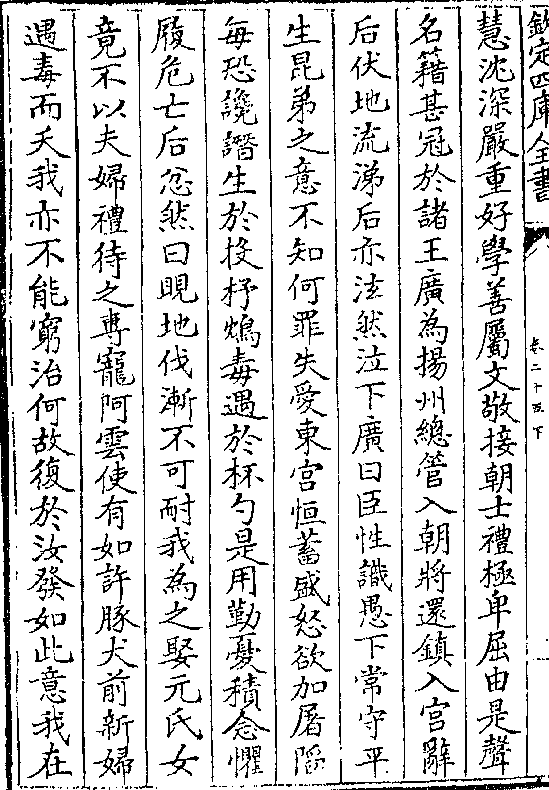 欽定四庫全書
卷二十五下
慧沈深嚴重好學善屬文敬接朝士禮極卑屈由是聲
名籍甚冠於諸王廣為揚州總管入朝將還鎮入宫辭
后伏地流涕后亦泫然泣下廣曰臣性識愚下常守平
生昆弟之意不知何罪失愛東宫恒蓄盛怒欲加屠陷
每恐讒譖生於投杼鴆毒遇於杯勺是用勤憂積念懼
履危亡后忿然曰睍地伐漸不可耐我為之娶元氏女
竟不以夫婦禮待之専寵阿雲使有如許豚犬前新婦
遇毒而夭我亦不能窮治何故復於汝發如此意我在